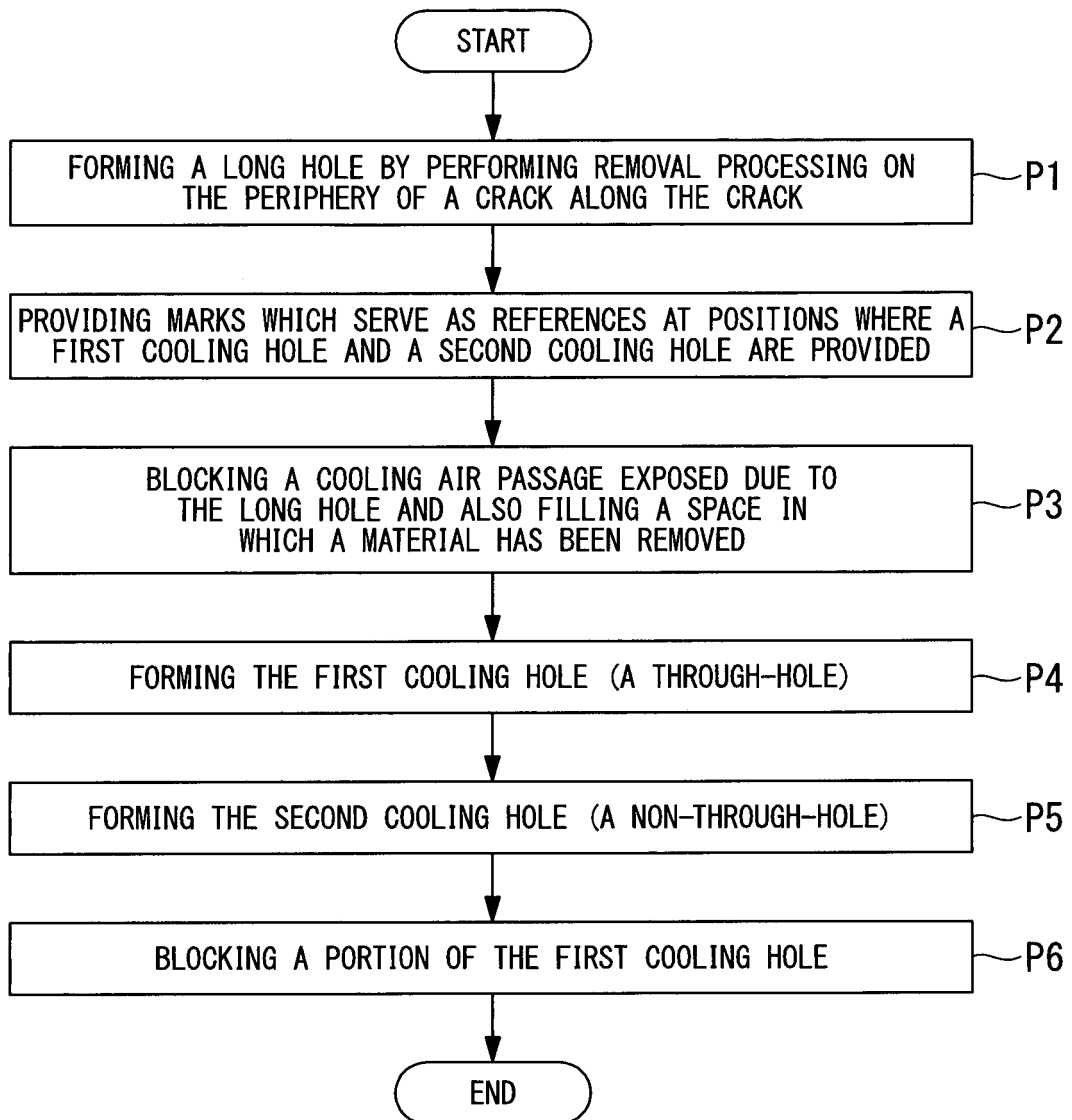 START
FORMING A LONG HOLE BY PERFORMING REMOVAL PROCESSING ON
THE PERIPHERY OF A CRACK ALONG THE CRACK
P1
PROVIDING MARKS WHICH SERVE AS REFERENCES AT POSITIONS WHERE A
FIRST COOLING HOLE AND A SECOND COOLING HOLE ARE PROVIDED
P2
BLOCKING A COOLING AIR PASSAGE EXPOSED DUE TO
THE LONG HOLE AND ALSO FILLING A SPACE IN
WHICH A MATERIAL HAS BEEN REMOVED
P3
FORMING THE FIRST COOLING HOLE (A THROUGH-HOLE)
P4
FORMING THE SECOND COOLING HOLE (A NON-THROUGH-HOLE)
P5
BLOCKING A PORTION OF THE FIRST COOLING HOLE
P6
END